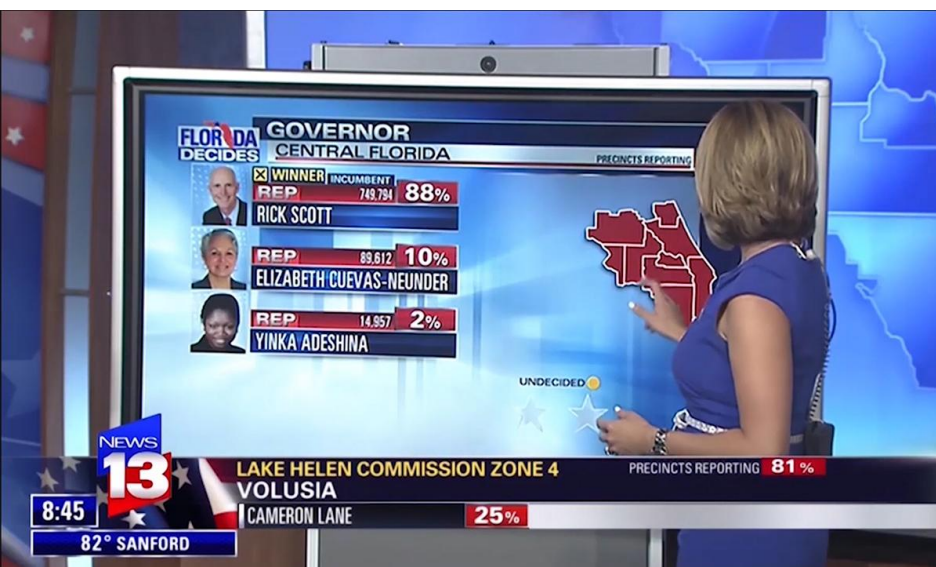 FLORIDA
DECIDES
GOVERNOR
CENTRAL FLORIDA
PRECINCTS REPORTING
WINNER INCUMBENT
REP 749,794 88%
RICK SCOTT
REP 89,612 10%
ELIZABETH CUEVAS-NEUNDER
REP 14,957 2%
YINKA ADESHINA
UNDECIDED
NEWS
13
LAKE HELEN COMMISSION ZONE 4
PRECINCTS REPORTING 81%
VOLUSIA
CAMERON LANE 25%
8:45
82° SANFORD